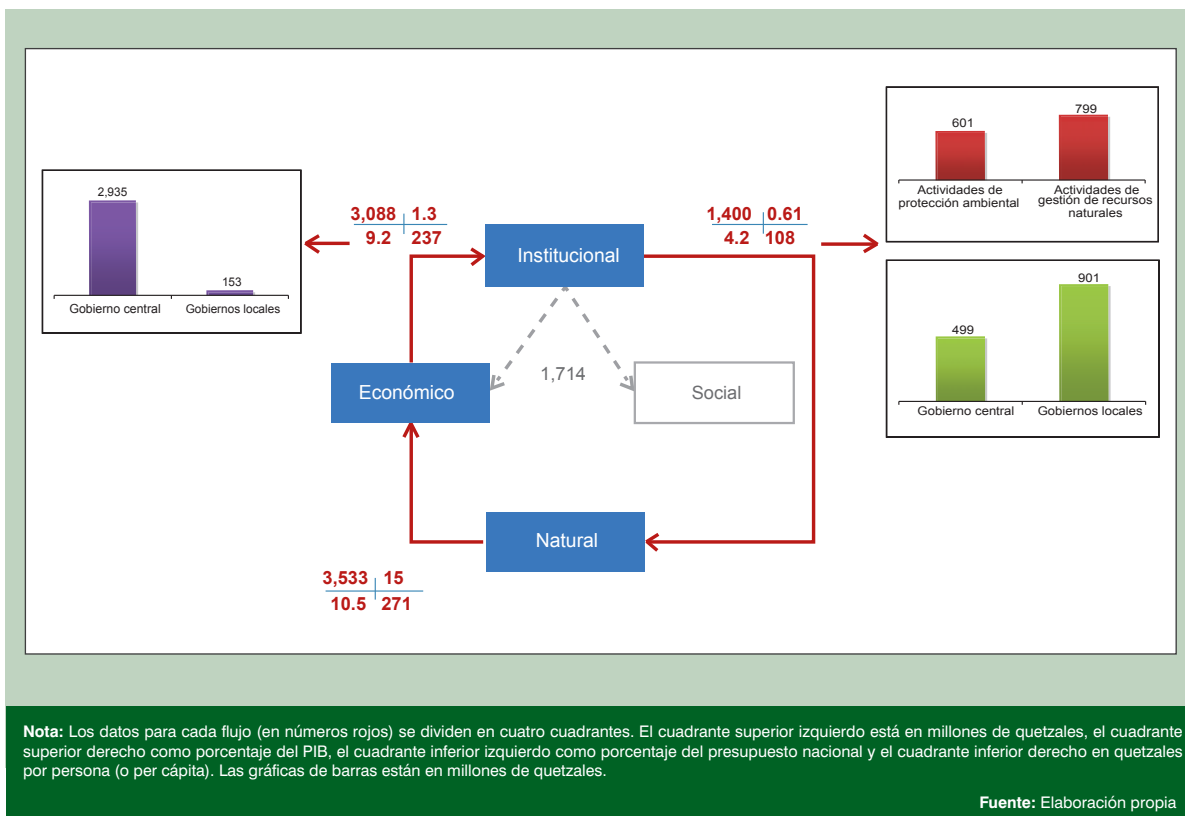 601
799
Actividades de
protección ambiental
Actividades de
gestión de recursos
naturales
2,935
153
Gobierno central
Gobiernos locales
3,088 1.3
9.2 237
Institucional
1,400 0.61
4.2 108
901
499
Gobierno central
Gobiernos locales
Económico
1,714
Social
Natural
3,533 15
10.5 271
Nota: Los datos para cada flujo (en números rojos) se dividen en cuatro cuadrantes. El cuadrante superior izquierdo está en millones de quetzales, el cuadrante
superior derecho como porcentaje del PIB, el cuadrante inferior izquierdo como porcentaje del presupuesto nacional y el cuadrante inferior derecho en quetzales
por persona (o per cápita). Las gráficas de barras están en millones de quetzales.
Fuente: Elaboración propia